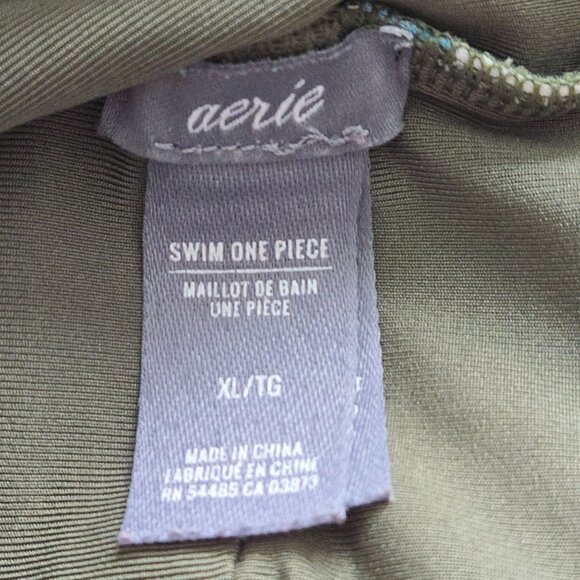 aerie
SWIM ONE PIECE
MAILLOT DE BAIN
UNE PIÈCE
XL/TG
MADE IN CHINA
FABRIQUÉ EN CHINE
RN 54485 CA 03873